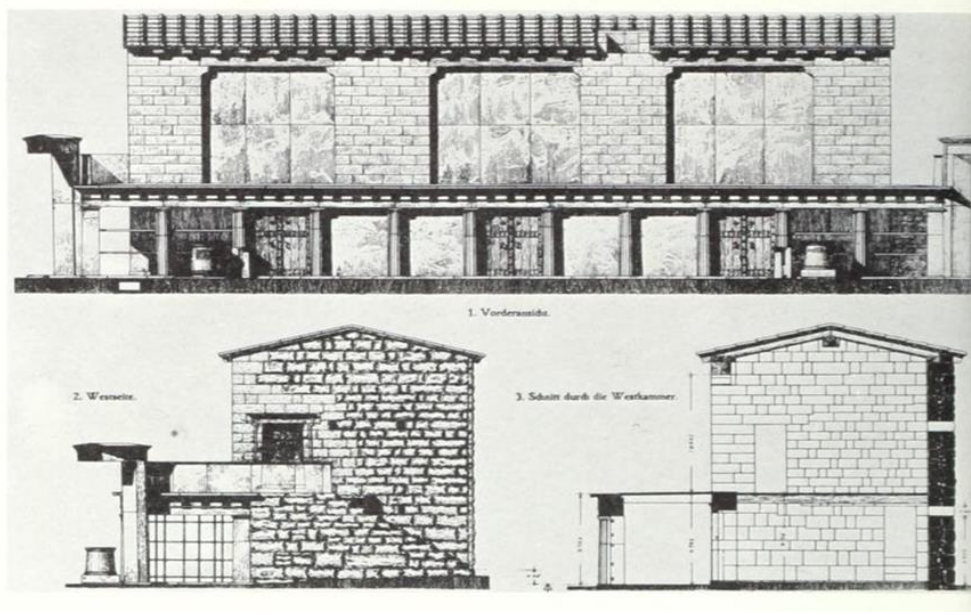 1. Vorderansicht.
2. Westseite.
3. Schnitt durch die Westkammer.